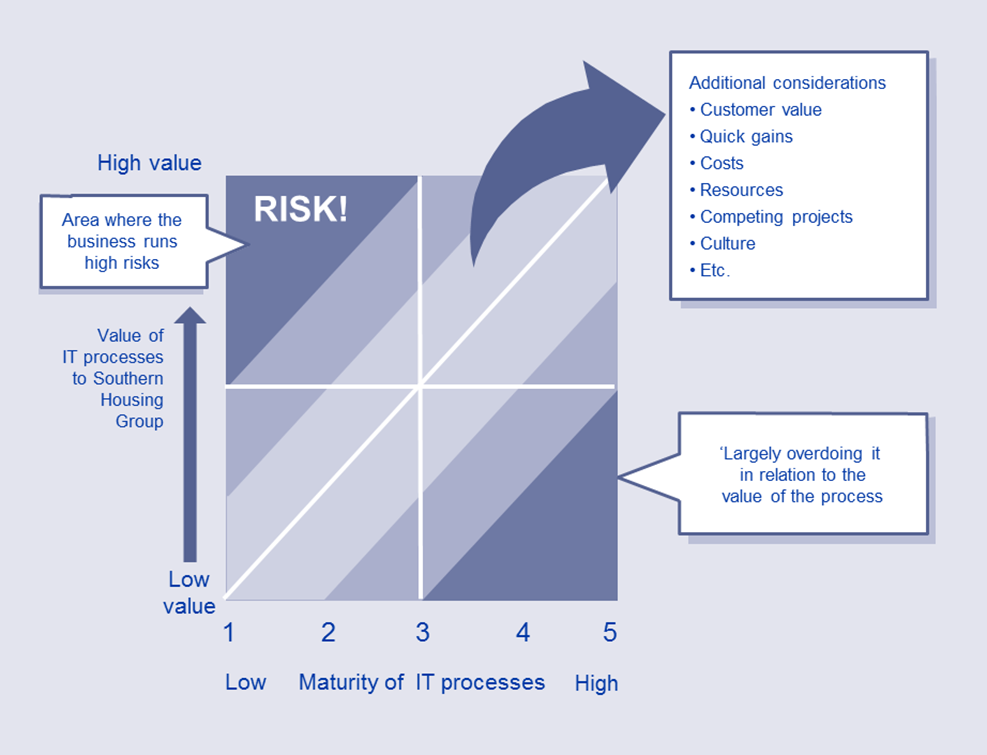 High value
RISK!
Area where the
business runs
high risks
Value of
IT processes
to Southern
Housing
Group
Low
value
1 2 3 4 5
Low Maturity of IT processes High
Additional considerations
• Customer value
• Quick gains
• Costs
• Resources
• Competing projects
• Culture
• Etc.
‘Largely overdoing it
in relation to the
value of the process